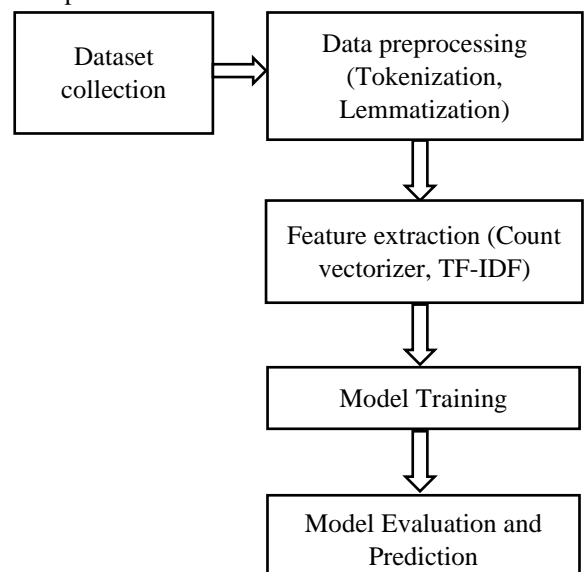 Dataset
collection
Data preprocessing
(Tokenization,
Lemmatization)
Feature extraction (Count
vectorizer, TF-IDF)
Model Training
Model Evaluation and
Prediction